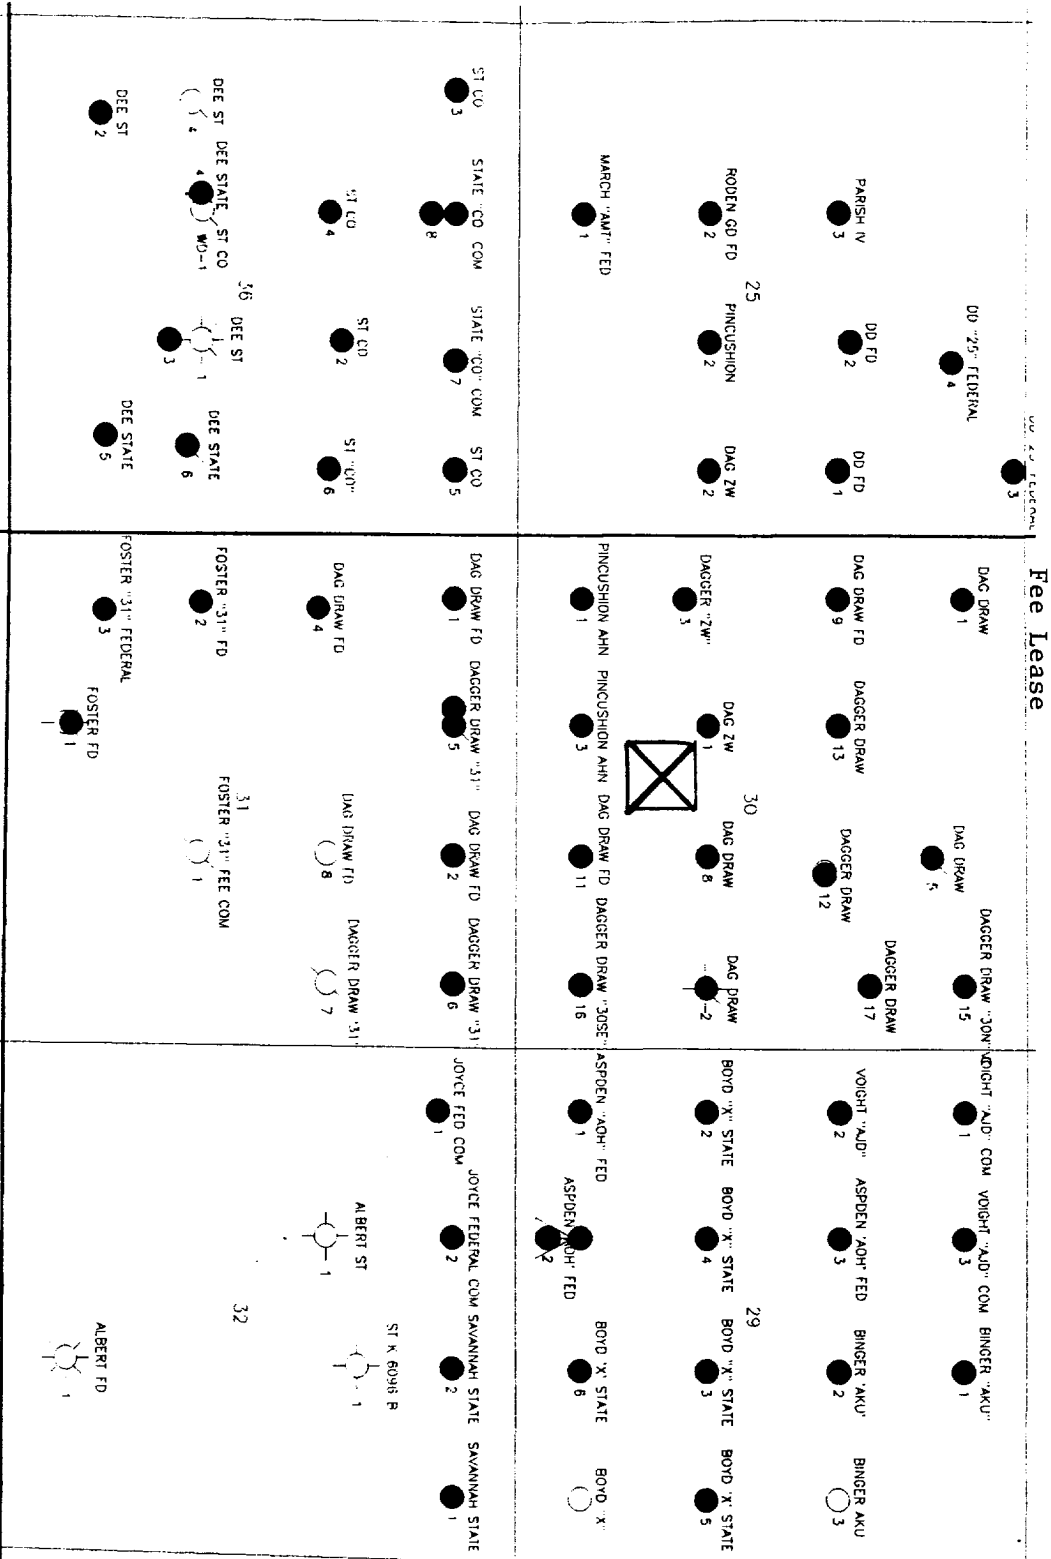 Fee Lease
DD "25" FEDERAL
3
DD "25" FEDERAL
4
PARISH IV
3
DD FD
2
DD FD
1
RODEN GD FD
2
25
PINCUSHION
2
DAG ZW
2
MARCH "AMT" FED
1
ST CO
3
STATE "CO" COM
8
STATE "CO" COM
7
ST CO
5
ST CO
4
ST CO
2
ST "CO"
6
36
DEE ST
4
DEE STATE
4
ST CO
WD-1
DEE ST
1
3
DEE STATE
6
DEE ST
2
DEE STATE
5
DAG DRAW
1
DAG DRAW
5
DAGGER DRAW "30N"
15
DAG DRAW FD
9
DAGGER DRAW
13
DAGGER DRAW
12
DAGGER DRAW
17
DAGGER "ZW"
3
DAG ZW
1
30
DAG DRAW
8
DAG DRAW
2
PINCUSHION AHN
1
PINCUSHION AHN
3
DAG DRAW FD
11
DAGGER DRAW "30SE"
16
DAG DRAW FD
1
DAGGER DRAW "31"
5
DAG DRAW FD
2
DAGGER DRAW "31"
6
DAG DRAW FD
4
DAG DRAW FD
8
DAGGER DRAW "31"
7
FOSTER "31" FD
2
31
FOSTER "31" FEE COM
1
FOSTER "31" FEDERAL
3
FOSTER FD
1
VOIGHT "AJD" COM
1
VOIGHT "AJD" COM
3
BINGER "AKU"
1
VOIGHT "AJD"
2
ASPDEN "AOH" FED
3
BINGER "AKU"
2
BINGER AKU
3
BOYD "X" STATE
2
BOYD "X" STATE
4
29
BOYD "X" STATE
3
BOYD "X" STATE
5
ASPDEN "AOH" FED
1
ASPDEN "AOH" FED
2
BOYD "X" STATE
6
BOYD "X"
JOYCE FED COM
1
JOYCE FEDERAL COM
2
SAVANNAH STATE
2
SAVANNAH STATE
1
ALBERT ST
1
ST K 6096 B
1
32
ALBERT FD
1